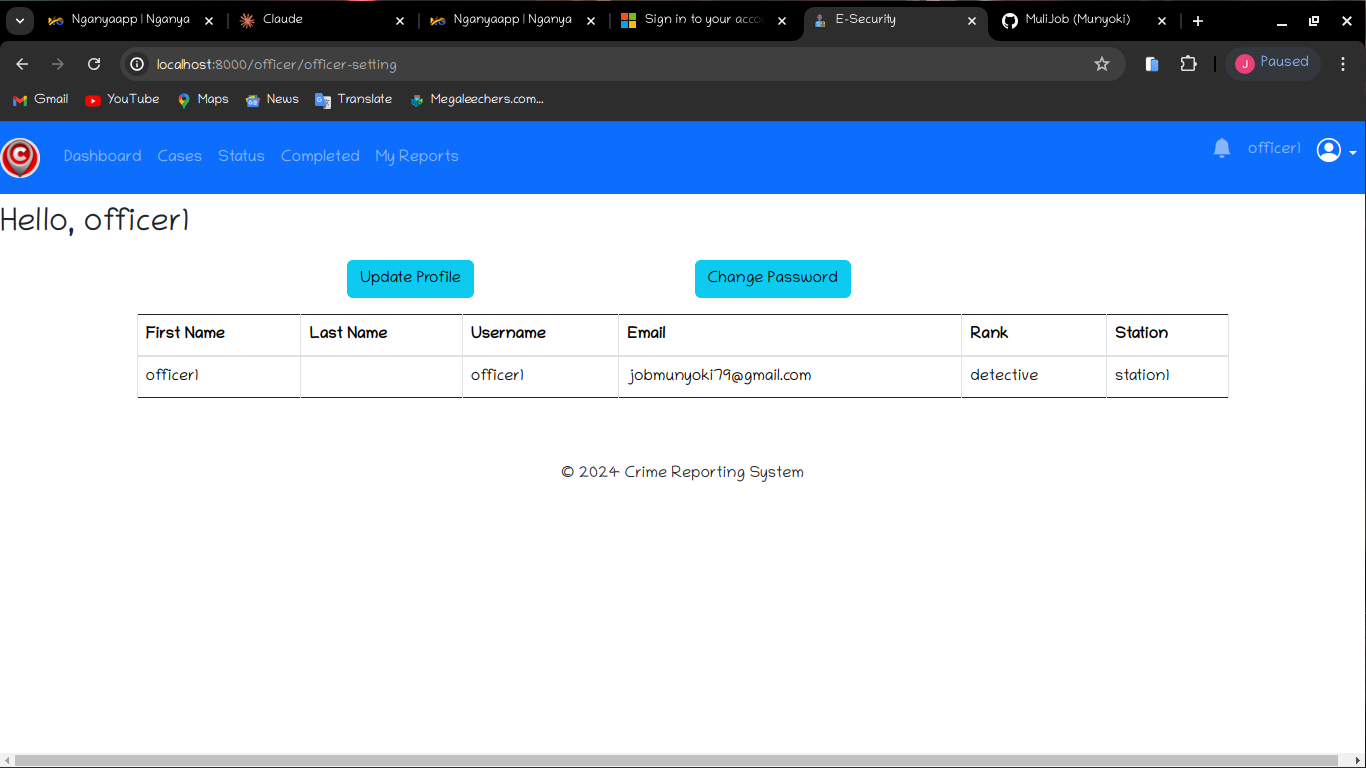 Nganyaapp | Nganya Claude Nganyaapp | Nganya Sign in to your acco E-Security MuliJob (Munyoki)
localhost:8000/officer/officer-setting J Paused
Gmail YouTube Maps News Translate Megaleechers.com...
C Dashboard Cases Status Completed My Reports officer1
Hello, officer1
Update Profile Change Password
First Name Last Name Username Email Rank Station
officer1 officer1 jobmunyoki79@gmail.com detective station1
© 2024 Crime Reporting System